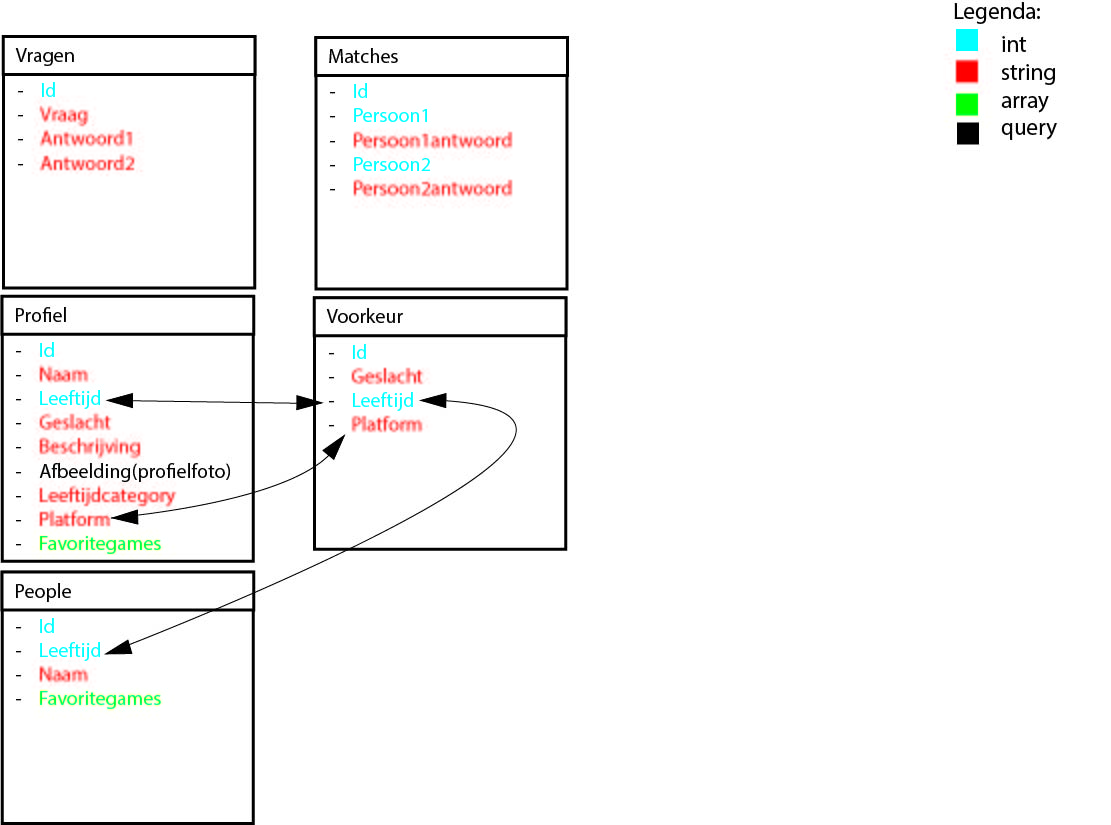 Legenda:
int
string
array
query
Vragen
- Id
- Vraag
- Antwoord1
- Antwoord2
Matches
- Id
- Persoon1
- Persoon1antwoord
- Persoon2
- Persoon2antwoord
Profiel
- Id
- Naam
- Leeftijd
- Geslacht
- Beschrijving
- Afbeelding(profielfoto)
- Leeftijdcategory
- Platform
- Favoritegames
Voorkeur
- Id
- Geslacht
- Leeftijd
- Platform
People
- Id
- Leeftijd
- Naam
- Favoritegames